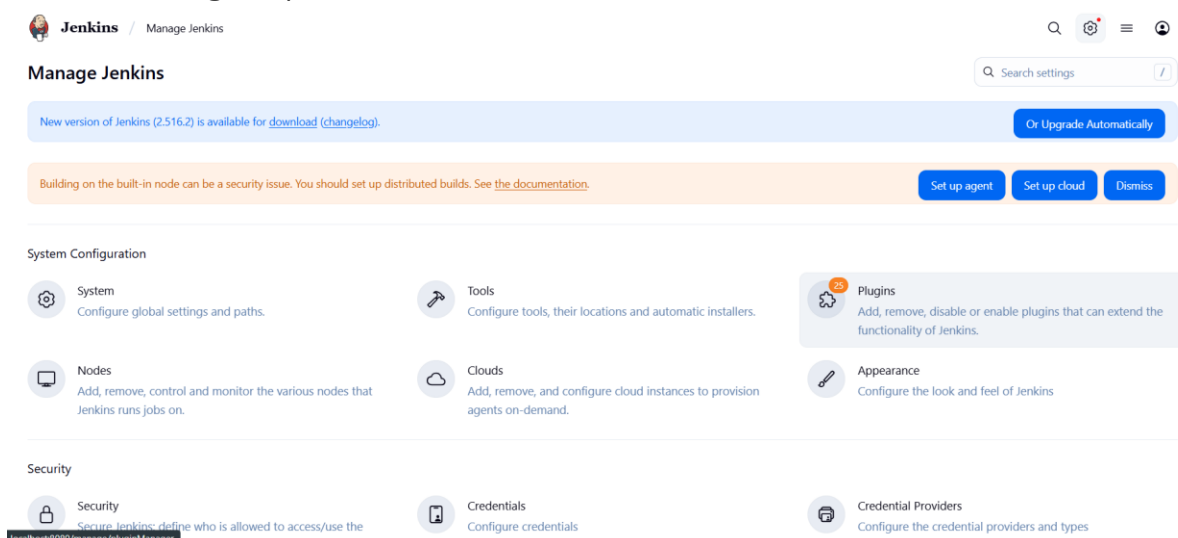 Jenkins / Manage Jenkins
Manage Jenkins
Search settings /
New version of Jenkins (2.516.2) is available for download (changelog).
Or Upgrade Automatically
Building on the built-in node can be a security issue. You should set up distributed builds. See the documentation.
Set up agent
Set up cloud
Dismiss
System Configuration
System
Configure global settings and paths.
Tools
Configure tools, their locations and automatic installers.
25
Plugins
Add, remove, disable or enable plugins that can extend the
functionality of Jenkins.
Nodes
Add, remove, control and monitor the various nodes that
Jenkins runs jobs on.
Clouds
Add, remove, and configure cloud instances to provision
agents on-demand.
Appearance
Configure the look and feel of Jenkins
Security
Security
Secure Jenkins; define who is allowed to access/use the
Credentials
Configure credentials
Credential Providers
Configure the credential providers and types
localhost:8080/manage/pluginManager